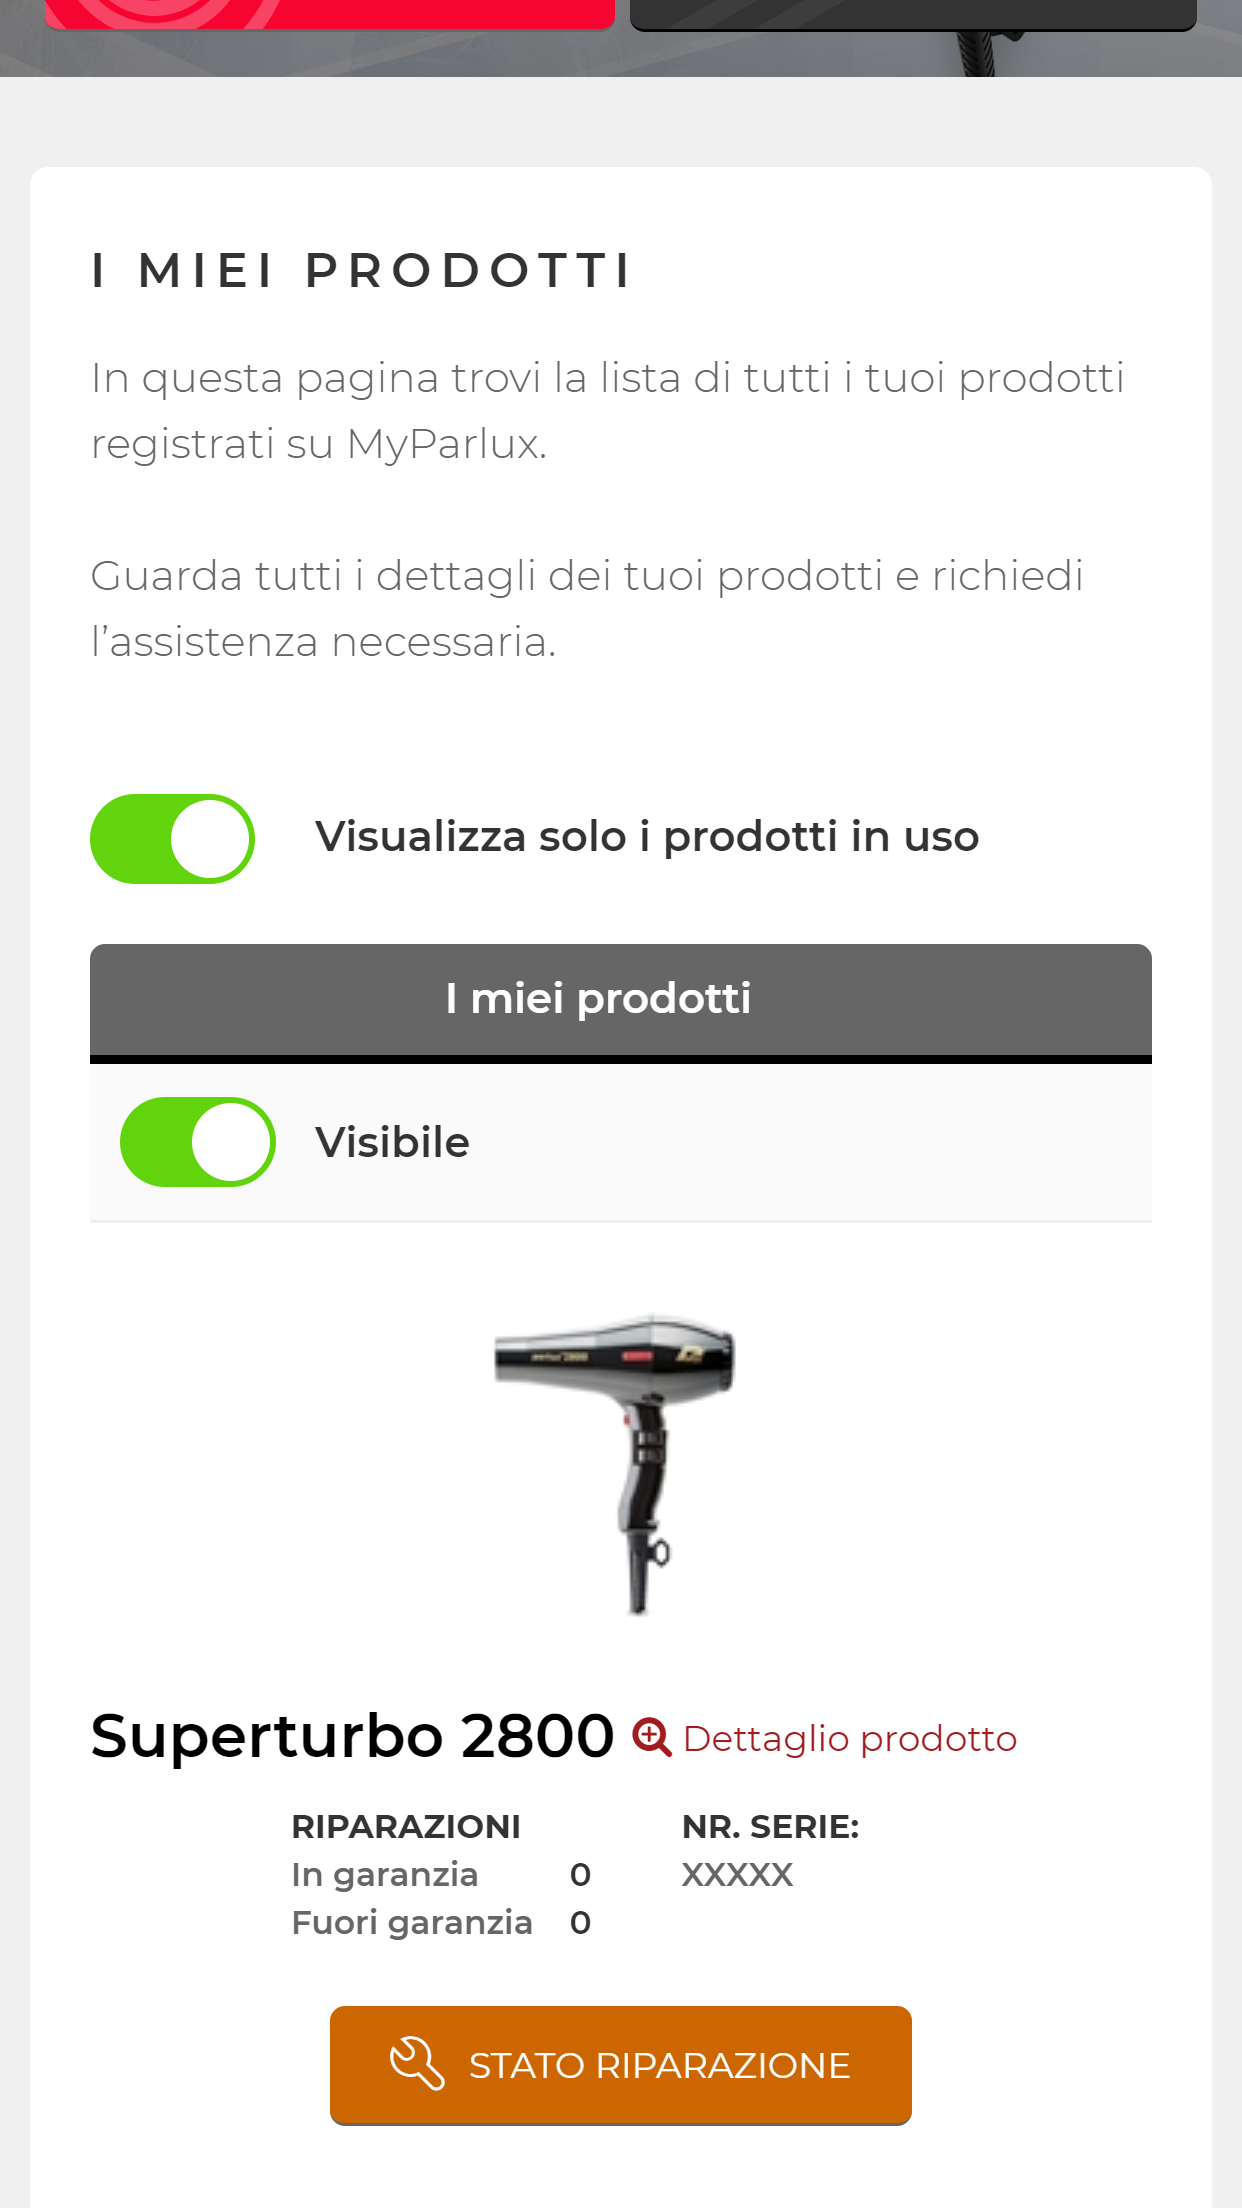 I MIEI PRODOTTI
In questa pagina trovi la lista di tutti i tuoi prodotti
registrati su MyParlux.
Guarda tutti i dettagli dei tuoi prodotti e richiedi
l’assistenza necessaria.
Visualizza solo i prodotti in uso
I miei prodotti
Visibile
Superturbo 2800 Dettaglio prodotto
RIPARAZIONI NR. SERIE:
In garanzia 0 XXXXX
Fuori garanzia 0
STATO RIPARAZIONE